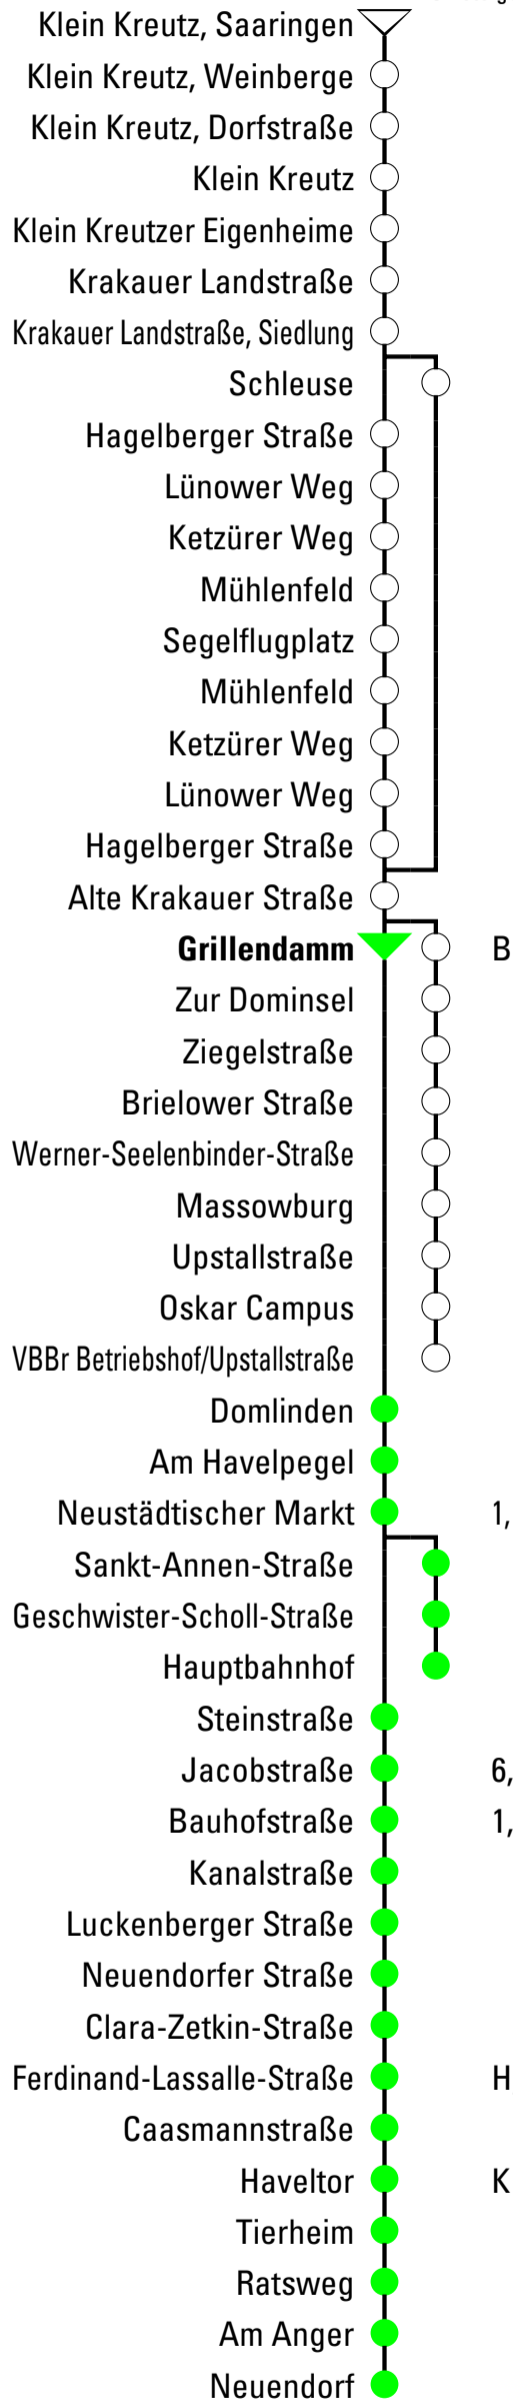 Klein Kreutz, Saaringen
Klein Kreutz, Weinberge
Klein Kreutz, Dorfstraße
Klein Kreutz
Klein Kreutzer Eigenheime
Krakauer Landstraße
Krakauer Landstraße, Siedlung
Schleuse
Hagelberger Straße
Lünower Weg
Ketzürer Weg
Mühlenfeld
Segelflugplatz
Mühlenfeld
Ketzürer Weg
Lünower Weg
Hagelberger Straße
Alte Krakauer Straße
Grillendamm B
Zur Dominsel
Ziegelstraße
Brielower Straße
Werner-Seelenbinder-Straße
Massowburg
Upstallstraße
Oskar Campus
VBBr Betriebshof/Upstallstraße
Domlinden
Am Havelpegel
Neustädtischer Markt 1,
Sankt-Annen-Straße
Geschwister-Scholl-Straße
Hauptbahnhof
Steinstraße
Jacobstraße 6,
Bauhofstraße 1,
Kanalstraße
Luckenberger Straße
Neuendorfer Straße
Clara-Zetkin-Straße
Ferdinand-Lassalle-Straße H
Caasmannstraße
Haveltor K
Tierheim
Ratsweg
Am Anger
Neuendorf